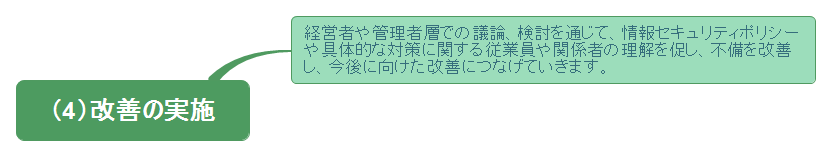 経営者や管理者層での議論、検討を通じて、情報セキュリティポリシー
や具体的な対策に関する従業員や関係者の理解を促し、不備を改善
し、今後に向けた改善につなげていきます。
（4）改善の実施